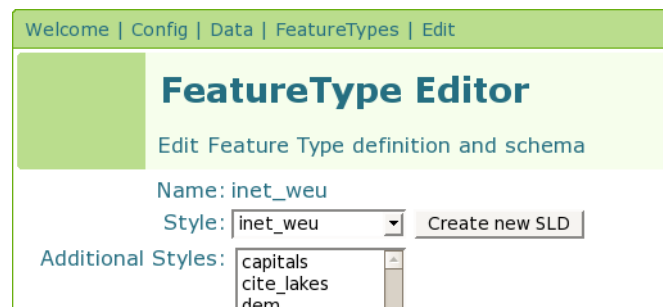 Welcome | Config | Data | FeatureTypes | Edit
FeatureType Editor
Edit Feature Type definition and schema
Name: inet_weu
Style: inet_weu Create new SLD
Additional Styles: capitals
cite_lakes
dem